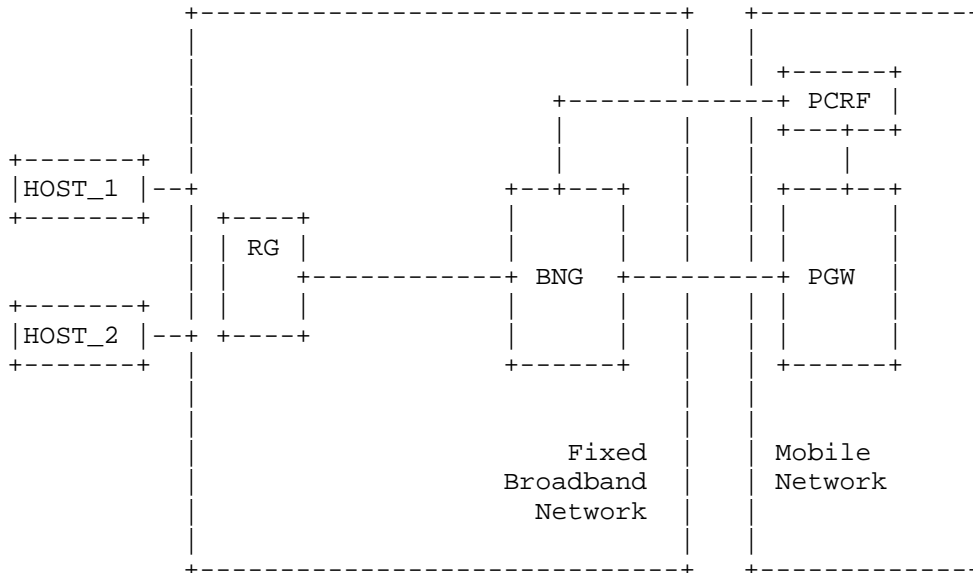 PCRF
HOST_1
RG
BNG PGW
HOST_2
Fixed Mobile
Broadband Network
Network